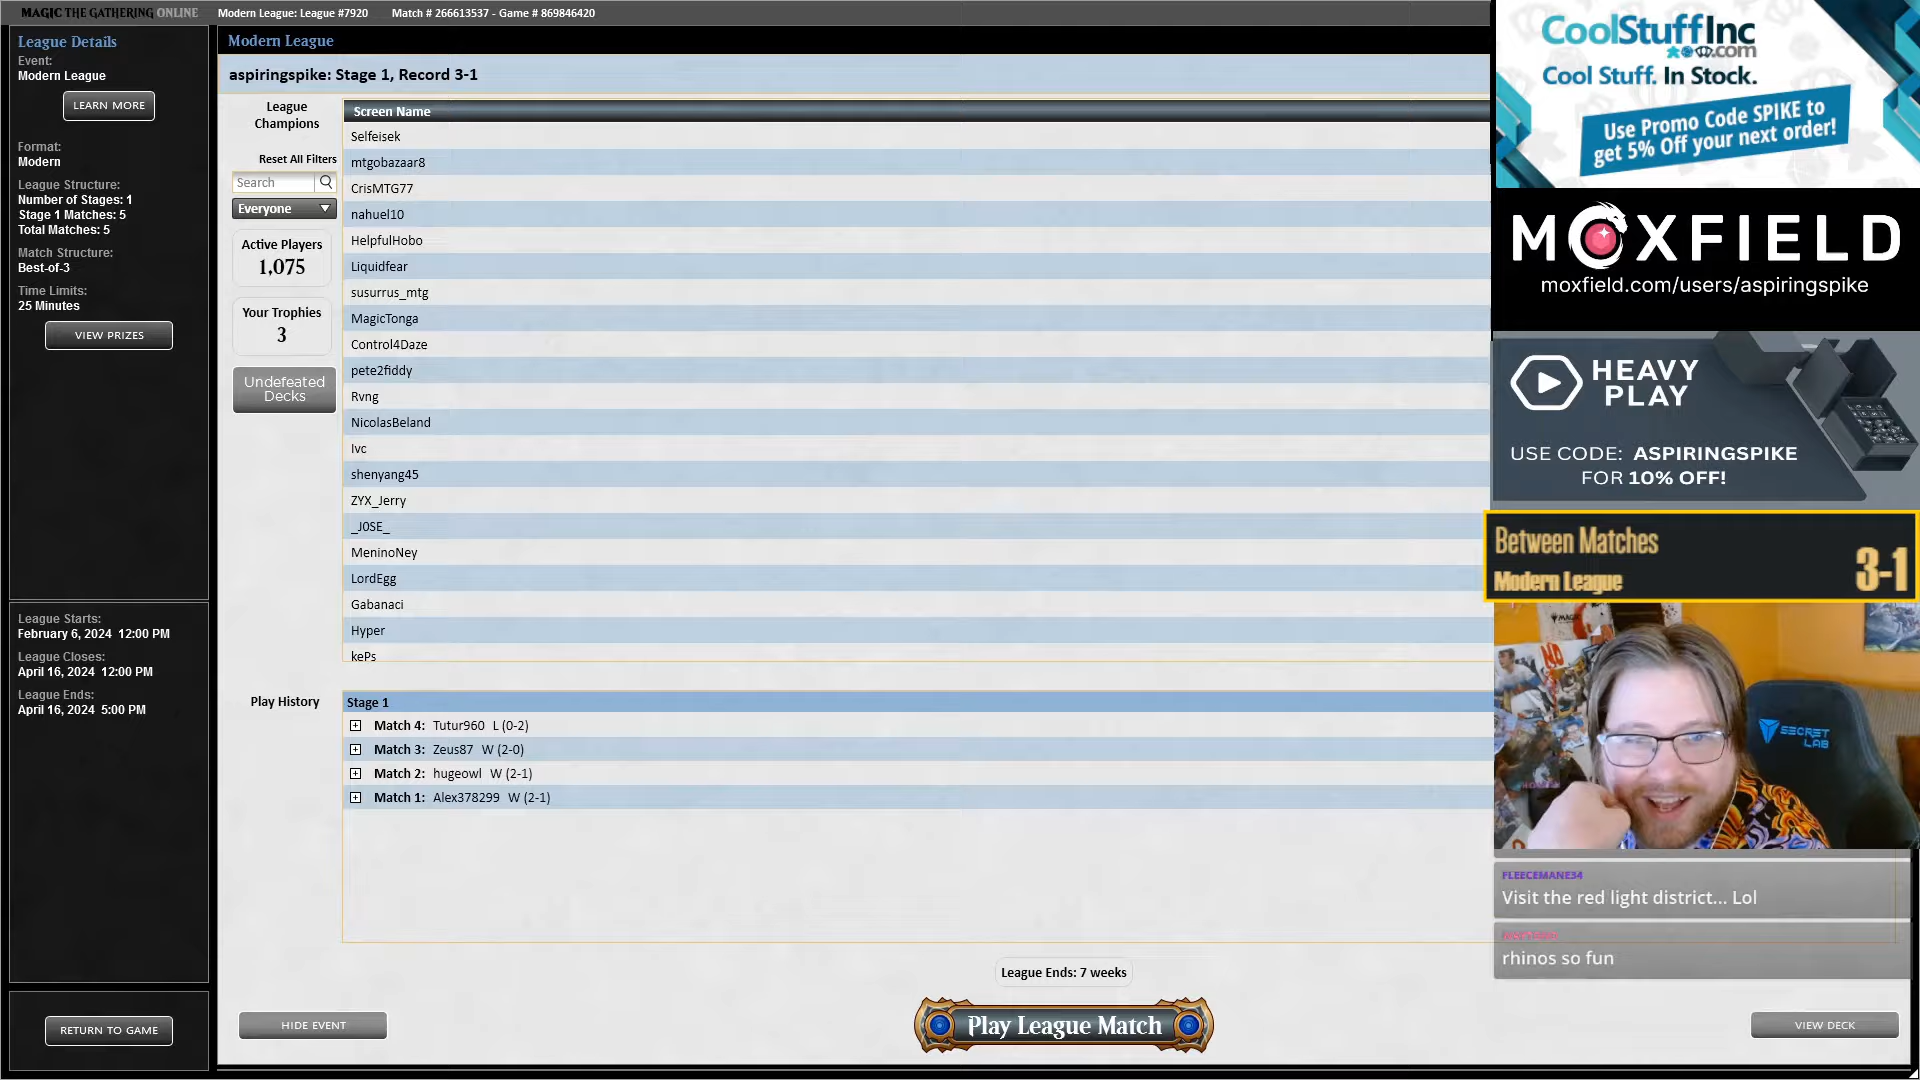 MAGIC THE GATHERING ONLINE
Modern League: League #7920
Match # 266613537 - Game # 869846420
League Details
Event:
Modern League
LEARN MORE
Format:
Modern
League Structure:
Number of Stages: 1
Stage 1 Matches: 5
Total Matches: 5
Match Structure:
Best-of-3
Time Limits:
25 Minutes
VIEW PRIZES
League Starts:
February 6, 2024 12:00 PM
League Closes:
April 16, 2024 12:00 PM
League Ends:
April 16, 2024 5:00 PM
RETURN TO GAME
Modern League
aspiringspike: Stage 1, Record 3-1
League
Champions
Reset All Filters
Search
Everyone
Active Players
1,075
Your Trophies
3
Undefeated
Decks
Screen Name
Selfeisek
mtgobazaar8
CrisMTG77
nahuel10
HelpfulHobo
Liquidfear
susurrus_mtg
MagicTonga
Control4Daze
pete2fiddy
Rvng
NicolasBeland
shenyang45
ZYX_Jerry
_J0SE_
MeninoNey
LordEgg
Gabanaci
Hyper
kePs
Play History
Stage 1
Match 4: Tutur960 L (0-2)
Match 3: Zeus87 W (2-0)
Match 2: hugeowl W (2-1)
Match 1: Alex378299 W (2-1)
League Ends: 7 weeks
HIDE EVENT
Play League Match
VIEW DECK
CoolStuffInc
.com
Cool Stuff. In Stock.
Use Promo Code SPIKE to
get 5% Off your next order!
MOXFIELD
moxfield.com/users/aspiringspike
HEAVY
PLAY
USE CODE: ASPIRINGSPIKE
FOR 10% OFF!
Between Matches
Modern League
3-1
SECRET
LAB
FLEECEMANE34
Visit the red light district... Lol
rhinos so fun